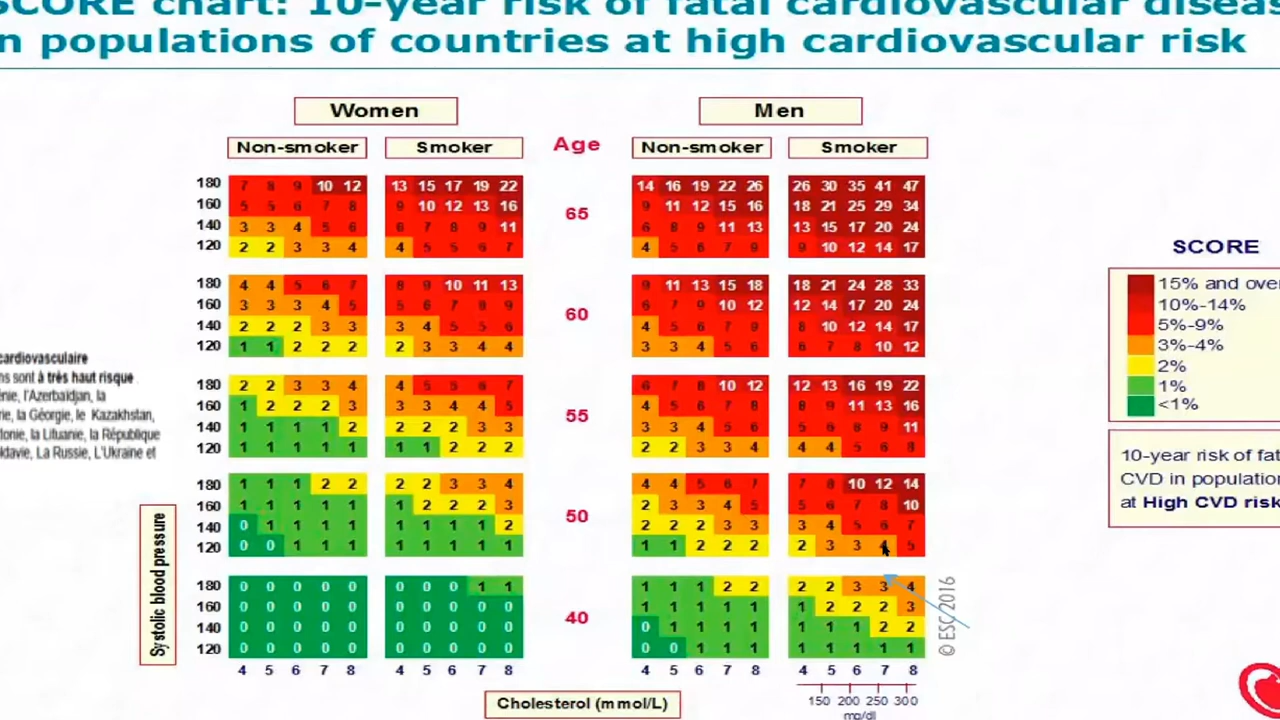 SCORE chart: 10-year risk of fatal cardiovascular diseas
n populations of countries at high cardiovascular risk
Women
Men
Non-smoker
Smoker
Age
Non-smoker
Smoker
180 7 8 9 10 12 13 15 17 19 22 14 16 19 22 26 26 30 35 41 47
160 5 5 6 7 8 9 10 12 13 16 9 11 12 15 16 18 21 25 29 34
65
140 3 3 4 5 6 6 7 8 9 11 6 8 9 11 13 13 15 17 20 24
120 2 2 3 3 4 4 5 5 6 7 4 5 6 7 9 9 10 12 14 17
180 4 4 5 6 7 8 9 10 11 13 9 11 13 15 18 18 21 24 28 33
160 3 3 3 4 5 5 6 7 8 9 6 7 9 10 12 12 14 17 20 24
60
140 2 2 2 3 3 3 4 5 5 6 4 5 6 7 9 8 10 12 14 17
120 1 1 2 2 2 2 3 3 4 4 3 3 4 5 6 6 7 8 10 12
180 2 2 3 3 4 4 5 5 6 7 6 7 8 10 12 12 13 16 19 22
160 1 2 2 2 3 3 3 4 4 5 4 5 6 7 8 8 9 11 13 16
55
140 1 1 1 1 2 2 2 2 3 3 3 3 4 5 6 5 6 8 9 11
120 1 1 1 1 1 1 1 2 2 2 2 2 3 3 4 4 4 5 6 8
180 1 1 1 2 2 2 2 3 3 4 4 4 5 6 7 7 8 10 12 14
160 1 1 1 1 1 1 2 2 2 3 2 3 3 4 5 5 6 7 8 10
50
140 0 1 1 1 1 1 1 1 1 2 2 2 2 3 3 3 4 5 6 7
120 0 0 1 1 1 1 1 1 1 1 1 1 2 2 2 2 3 3 4 5
180 0 0 0 0 0 0 0 0 1 1 1 1 1 2 2 2 2 3 3 4
160 0 0 0 0 0 0 0 0 0 0 1 1 1 1 1 1 2 2 2 3
40
140 0 0 0 0 0 0 0 0 0 0 0 1 1 1 1 1 1 1 2 2
120 0 0 0 0 0 0 0 0 0 0 0 0 1 1 1 1 1 1 1 1
4 5 6 7 8 4 5 6 7 8 4 5 6 7 8 4 5 6 7 8
150 200 250 300
mg/dl
Cholesterol (mmol/L)
Systolic blood pressure
© ESC 2016
cardiovasculaire
ns sont à très haut risque
énie, l'Azerbaïdjan, la
rie, la Géorgie, le Kazakhstan,
tonie, la Lituanie, la République
ldavie, La Russie, L'Ukraine et
SCORE
15% and over
10%-14%
5%-9%
3%-4%
2%
1%
<1%
10-year risk of fat
CVD in population
at High CVD risk